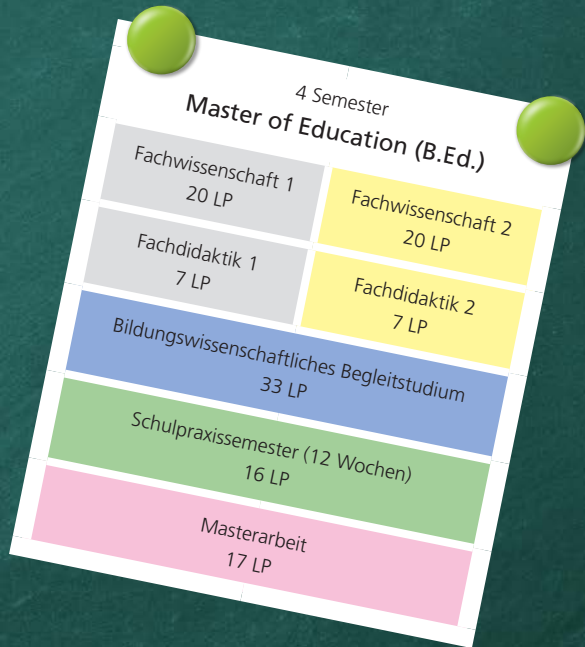 4 Semester
Master of Education (B.Ed.)
Fachwissenschaft 1
20 LP
Fachwissenschaft 2
20 LP
Fachdidaktik 1
7 LP
Fachdidaktik 2
7 LP
Bildungswissenschaftliches Begleitstudium
33 LP
Schulpraxissemester (12 Wochen)
16 LP
Masterarbeit
17 LP